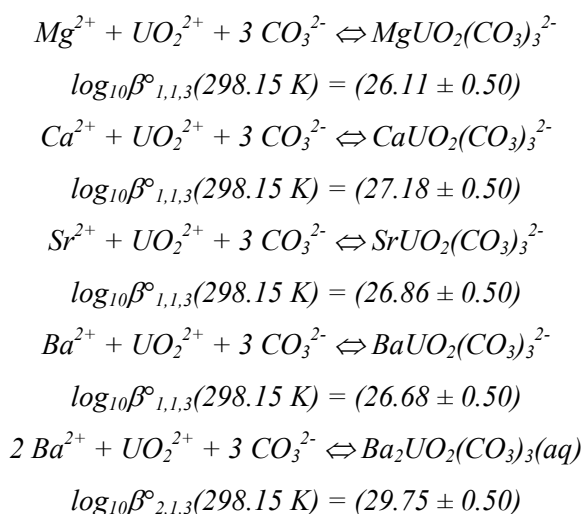 Mg²⁺ + UO₂²⁺ + 3 CO₃²⁻ ⇔ MgUO₂(CO₃)₃²⁻
log₁₀β°₁,₁,₃(298.15 K) = (26.11 ± 0.50)
Ca²⁺ + UO₂²⁺ + 3 CO₃²⁻ ⇔ CaUO₂(CO₃)₃²⁻
log₁₀β°₁,₁,₃(298.15 K) = (27.18 ± 0.50)
Sr²⁺ + UO₂²⁺ + 3 CO₃²⁻ ⇔ SrUO₂(CO₃)₃²⁻
log₁₀β°₁,₁,₃(298.15 K) = (26.86 ± 0.50)
Ba²⁺ + UO₂²⁺ + 3 CO₃²⁻ ⇔ BaUO₂(CO₃)₃²⁻
log₁₀β°₁,₁,₃(298.15 K) = (26.68 ± 0.50)
2 Ba²⁺ + UO₂²⁺ + 3 CO₃²⁻ ⇔ Ba₂UO₂(CO₃)₃(aq)
log₁₀β°₂,₁,₃(298.15 K) = (29.75 ± 0.50)